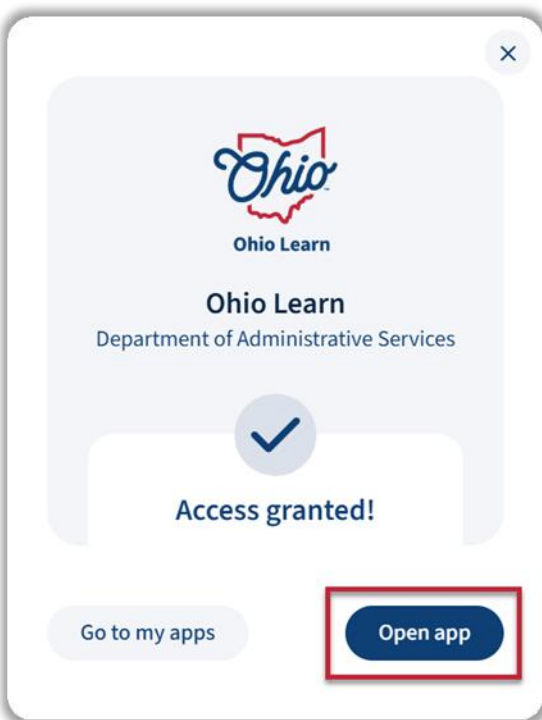 Ohio
Ohio Learn
Ohio Learn
Department of Administrative Services
Access granted!
Go to my apps
Open app